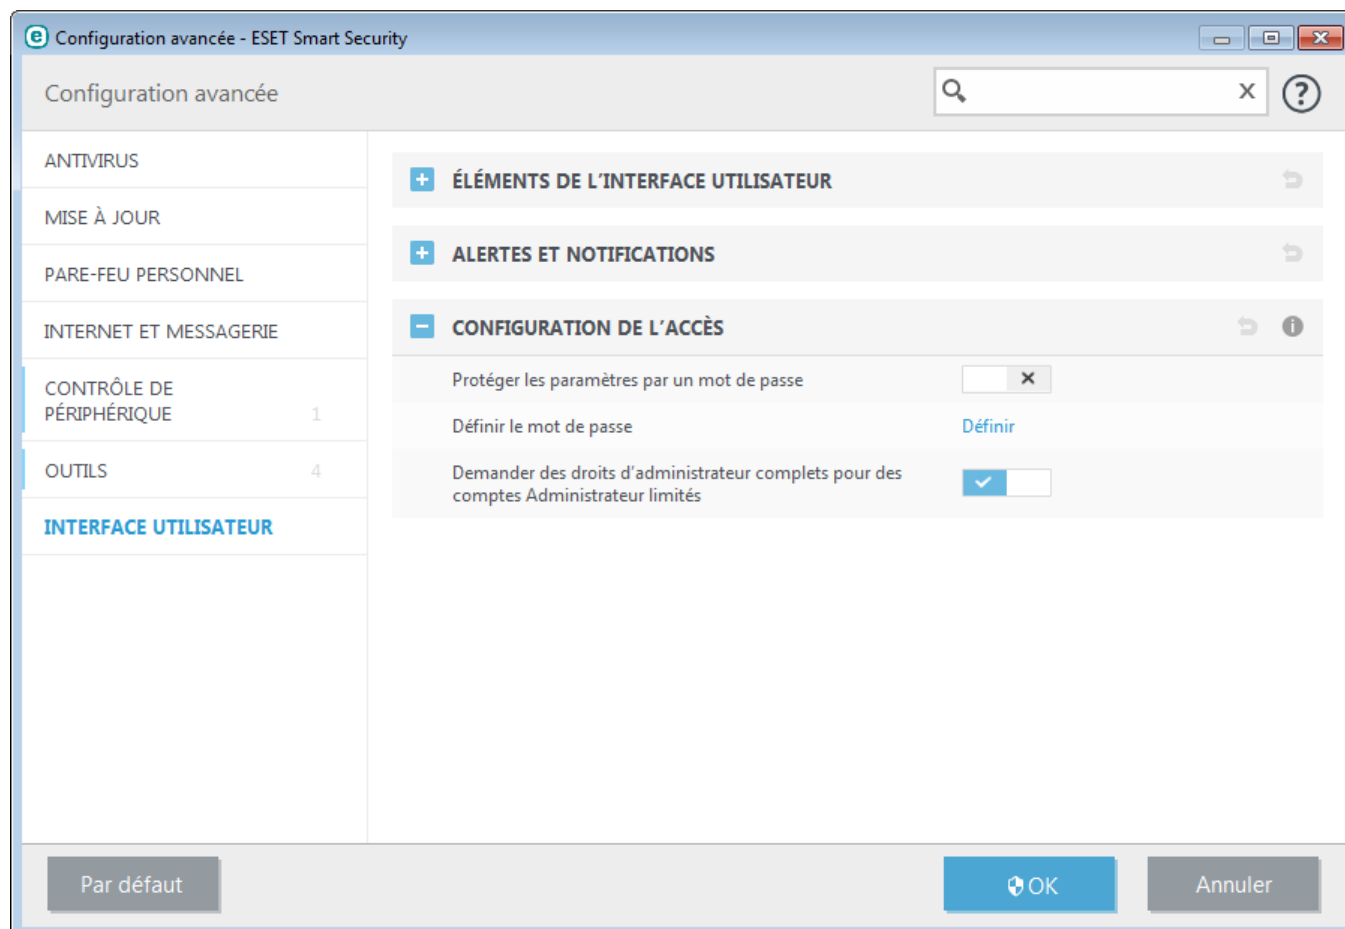 Configuration avancée - ESET Smart Security
Configuration avancée
ANTIVIRUS
MISE À JOUR
PARE-FEU PERSONNEL
INTERNET ET MESSAGERIE
CONTRÔLE DE
PÉRIPHÉRIQUE 1
OUTILS 4
INTERFACE UTILISATEUR
ÉLÉMENTS DE L'INTERFACE UTILISATEUR
ALERTES ET NOTIFICATIONS
CONFIGURATION DE L'ACCÈS
Protéger les paramètres par un mot de passe
Définir le mot de passe Définir
Demander des droits d'administrateur complets pour des
comptes Administrateur limités
Par défaut
OK
Annuler